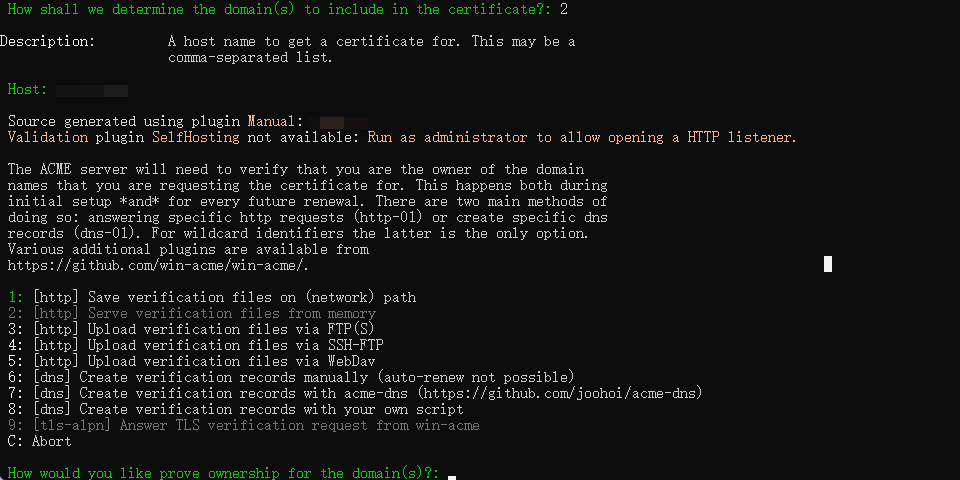 How shall we determine the domain(s) to include in the certificate?: 2
Description: A host name to get a certificate for. This may be a
comma-separated list.
Host:
Source generated using plugin Manual:
Validation plugin SelfHosting not available: Run as administrator to allow opening a HTTP listener.
The ACME server will need to verify that you are the owner of the domain
names that you are requesting the certificate for. This happens both during
initial setup *and* for every future renewal. There are two main methods of
doing so: answering specific http requests (http-01) or create specific dns
records (dns-01). For wildcard identifiers the latter is the only option.
Various additional plugins are available from
https://github.com/win-acme/win-acme/.
1: [http] Save verification files on (network) path
2: [http] Serve verification files from memory
3: [http] Upload verification files via FTP(S)
4: [http] Upload verification files via SSH-FTP
5: [http] Upload verification files via WebDav
6: [dns] Create verification records manually (auto-renew not possible)
7: [dns] Create verification records with acme-dns (https://github.com/joohoi/acme-dns)
8: [dns] Create verification records with your own script
9: [tls-alpn] Answer TLS verification request from win-acme
C: Abort
How would you like prove ownership for the domain(s)?: